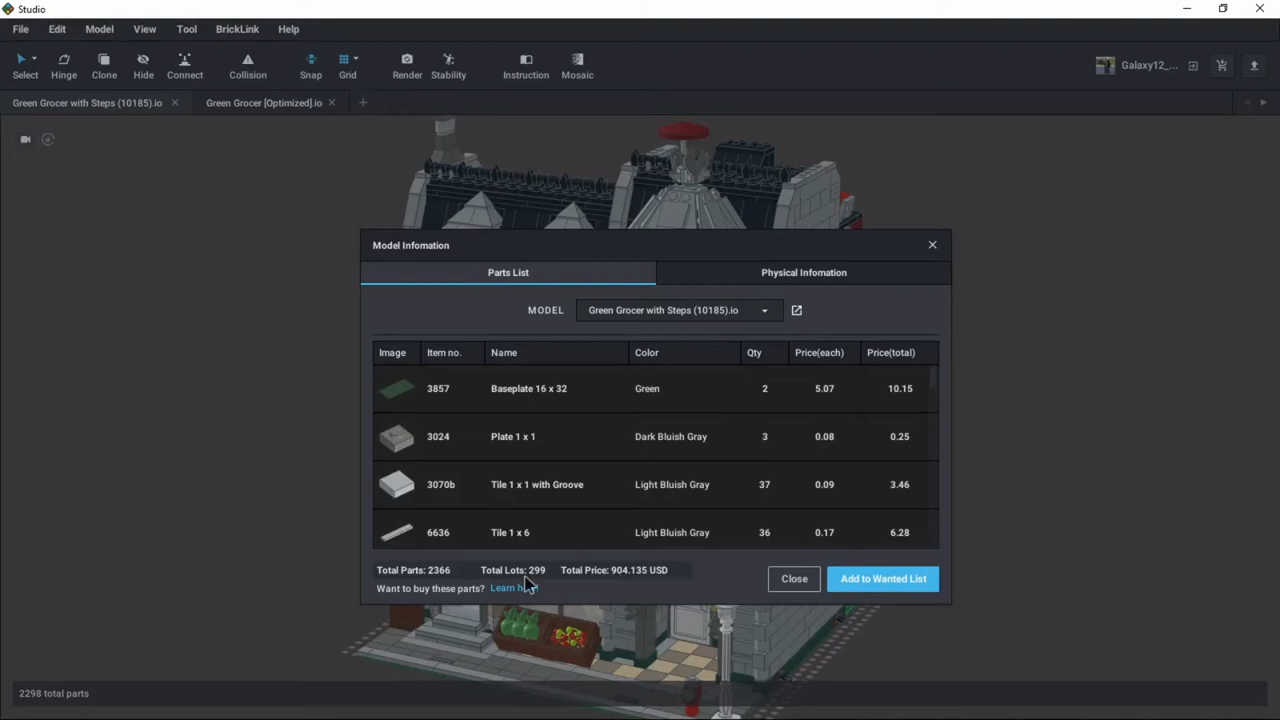 Studio
File Edit Model View Tool BrickLink Help
Select Hinge Clone Hide Connect Collision Snap Grid Render Stability Instruction Mosaic Galaxy12_...
Green Grocer with Steps (10185).io Green Grocer [Optimized].io
Model Infomation
Parts List Physical Infomation
MODEL Green Grocer with Steps (10185).io
Image Item no. Name Color Qty Price(each) Price(total)
3857 Baseplate 16 x 32 Green 2 5.07 10.15
3024 Plate 1 x 1 Dark Bluish Gray 3 0.08 0.25
3070b Tile 1 x 1 with Groove Light Bluish Gray 37 0.09 3.46
6636 Tile 1 x 6 Light Bluish Gray 36 0.17 6.28
Total Parts: 2366 Total Lots: 299 Total Price: 904.135 USD
Want to buy these parts? Learn
Close Add to Wanted List
2298 total parts